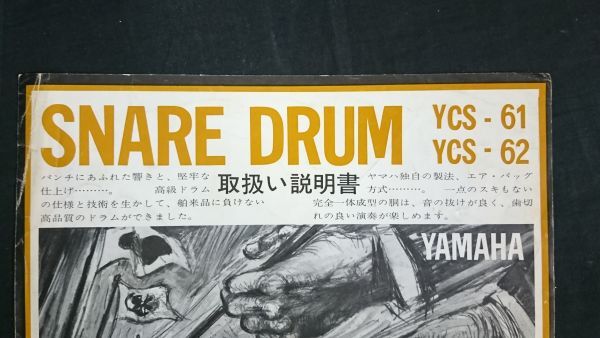 SNARE DRUM
YCS - 61
YCS - 62
取扱い説明書
パンチにあふれた響きと、堅牢な
仕上げ………。　高級ドラム
の仕様と技術を生かして、舶来品に負けない
高品質のドラムができました。
ヤマハ独自の製法、エア・バッグ
方式………。　一点のスキもない
完全一体成型の胴は、音の抜けが良く、歯切
れの良い演奏が楽しめます。
YAMAHA